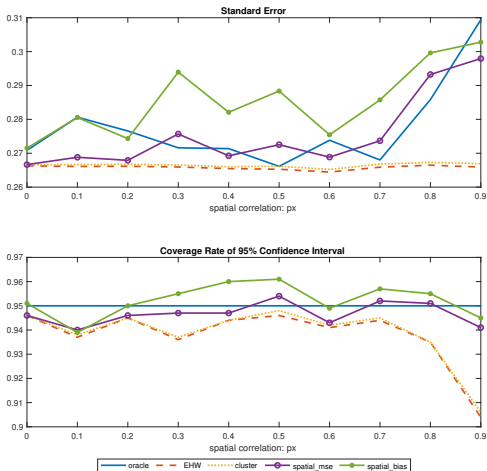 Standard Error
0.31
0.3
0.29
0.28
0.27
0.26
0 0.1 0.2 0.3 0.4 0.5 0.6 0.7 0.8 0.9
spatial correlation: px
Coverage Rate of 95% Confidence Interval
0.97
0.96
0.95
0.94
0.93
0.92
0.91
0.9
0 0.1 0.2 0.3 0.4 0.5 0.6 0.7 0.8 0.9
spatial correlation: px
oracle EHW cluster spatial_mse spatial_bias